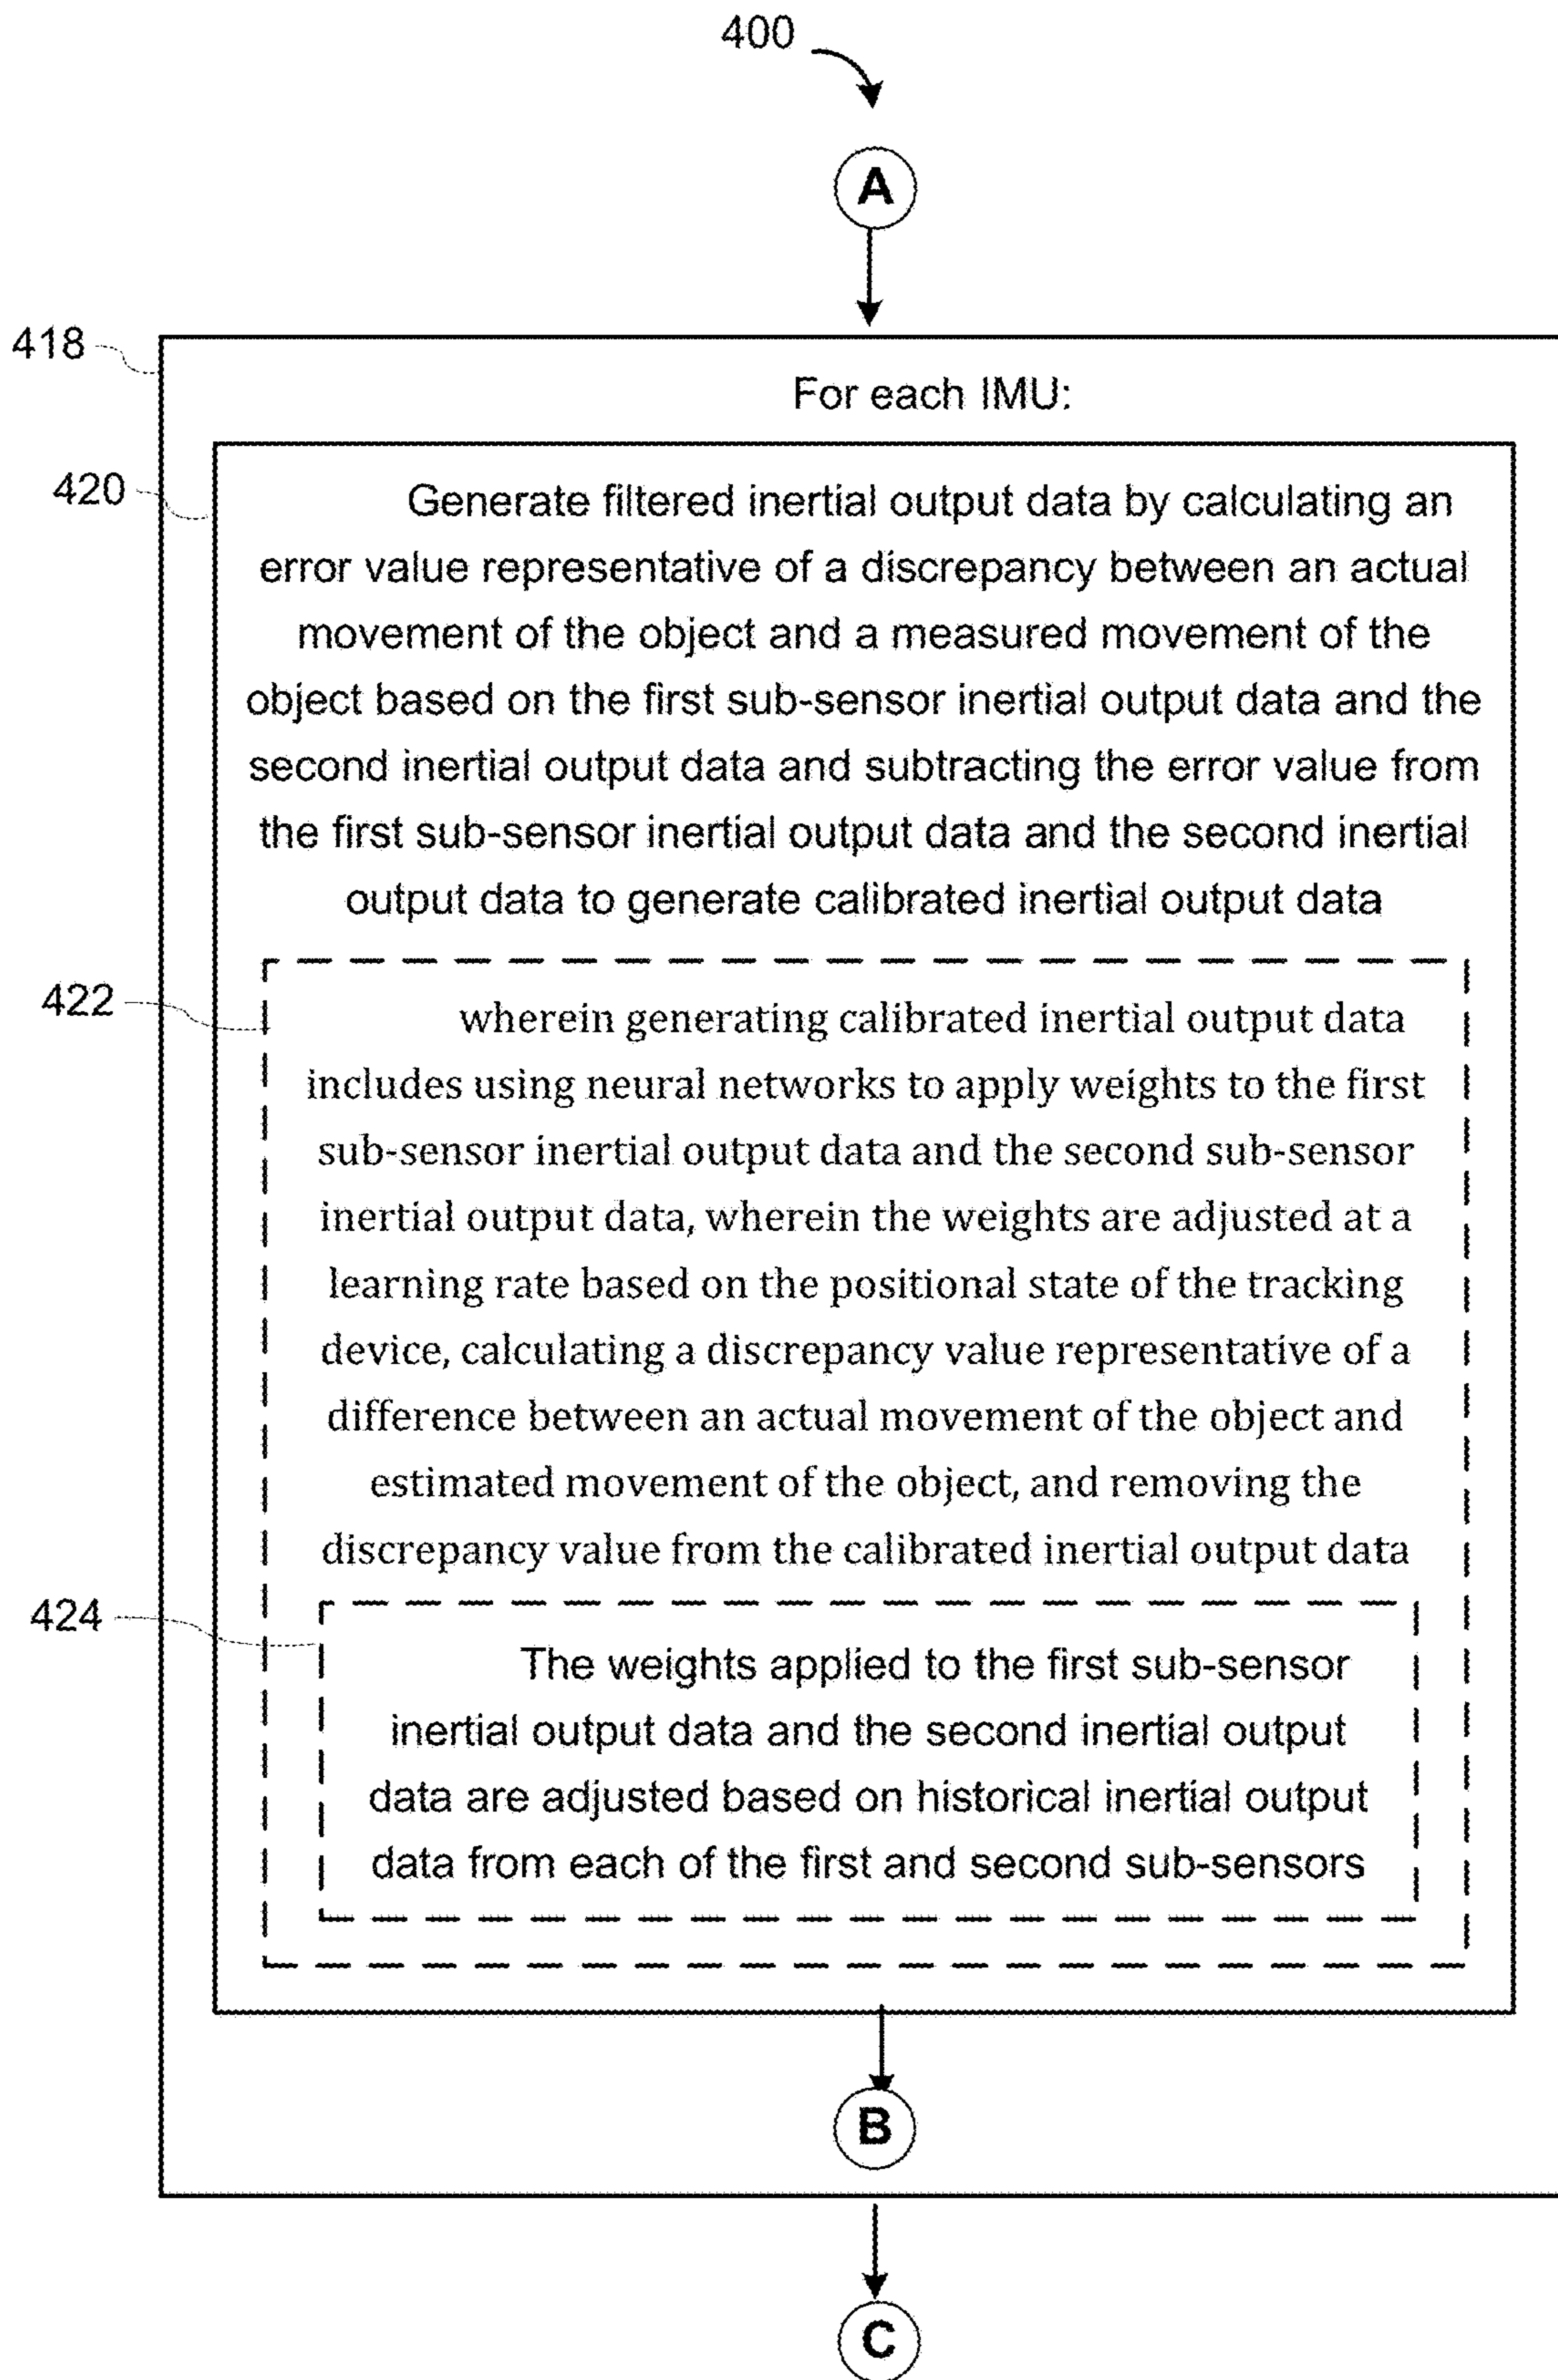 400
A
418
For each IMU:
420
Generate filtered inertial output data by calculating an
error value representative of a discrepancy between an actual
movement of the object and a measured movement of the
object based on the first sub-sensor inertial output data and the
second inertial output data and subtracting the error value from
the first sub-sensor inertial output data and the second inertial
output data to generate calibrated inertial output data
422
wherein generating calibrated inertial output data
includes using neural networks to apply weights to the first
sub-sensor inertial output data and the second sub-sensor
inertial output data, wherein the weights are adjusted at a
learning rate based on the positional state of the tracking
device, calculating a discrepancy value representative of a
difference between an actual movement of the object and
estimated movement of the object, and removing the
discrepancy value from the calibrated inertial output data
424
The weights applied to the first sub-sensor
inertial output data and the second inertial output
data are adjusted based on historical inertial output
data from each of the first and second sub-sensors
B
C